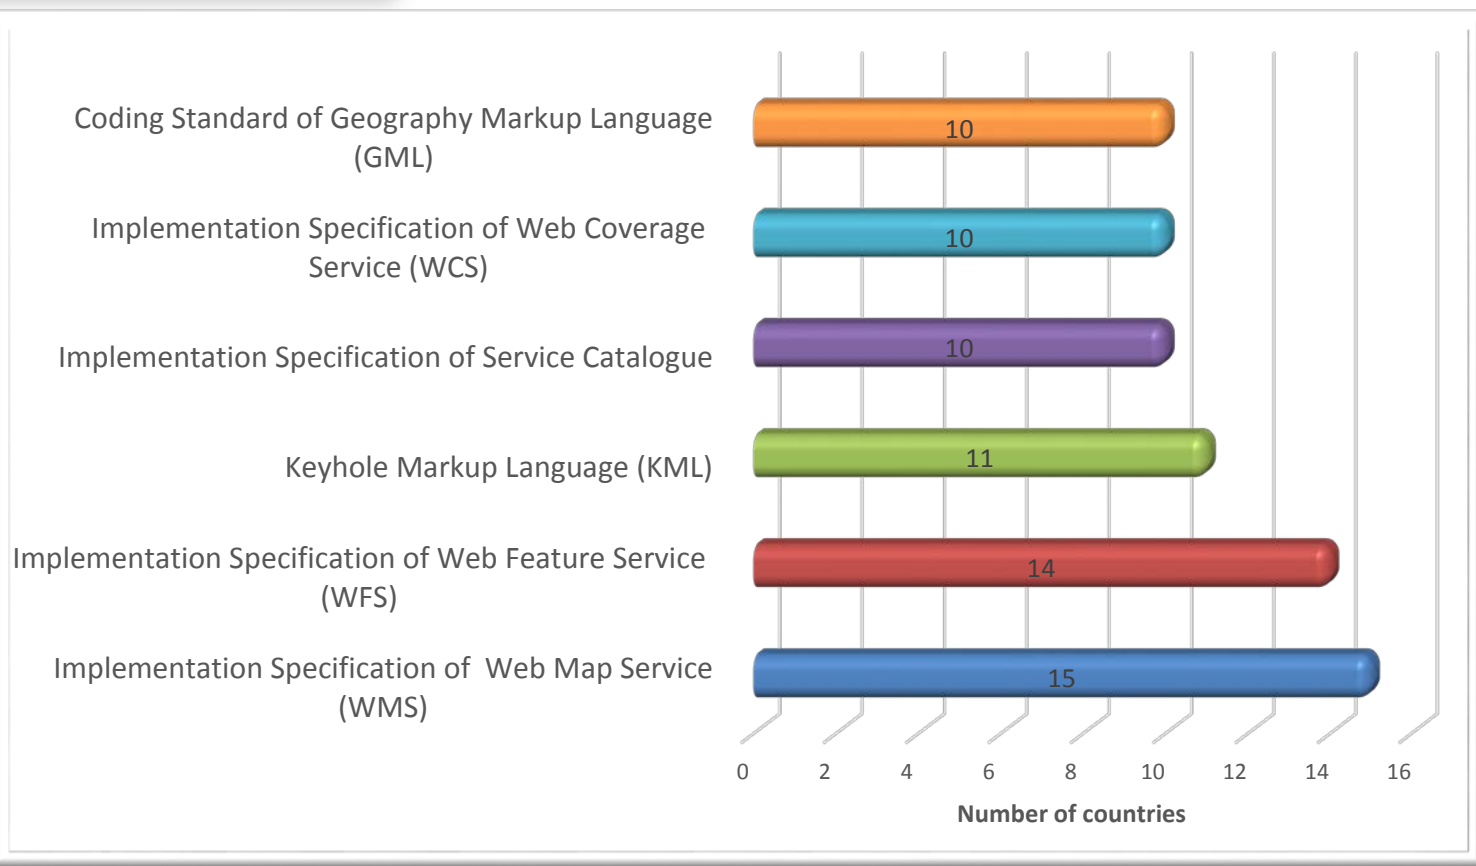 Coding Standard of Geography Markup Language
(GML)
10
Implementation Specification of Web Coverage
Service (WCS)
10
Implementation Specification of Service Catalogue
10
Keyhole Markup Language (KML)
11
Implementation Specification of Web Feature Service
(WFS)
14
Implementation Specification of  Web Map Service
(WMS)
15
0 2 4 6 8 10 12 14 16
Number of countries